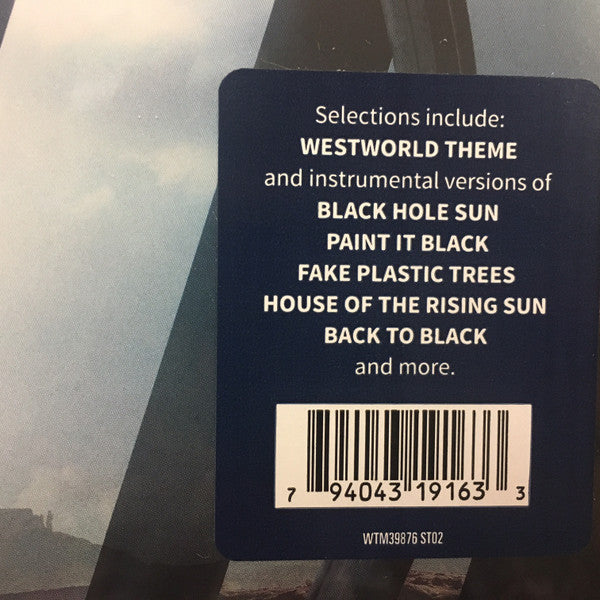 Selections include:
WESTWORLD THEME
and instrumental versions of
BLACK HOLE SUN
PAINT IT BLACK
FAKE PLASTIC TREES
HOUSE OF THE RISING SUN
BACK TO BLACK
and more.
7 94043 19163 3
WTM39876 ST02